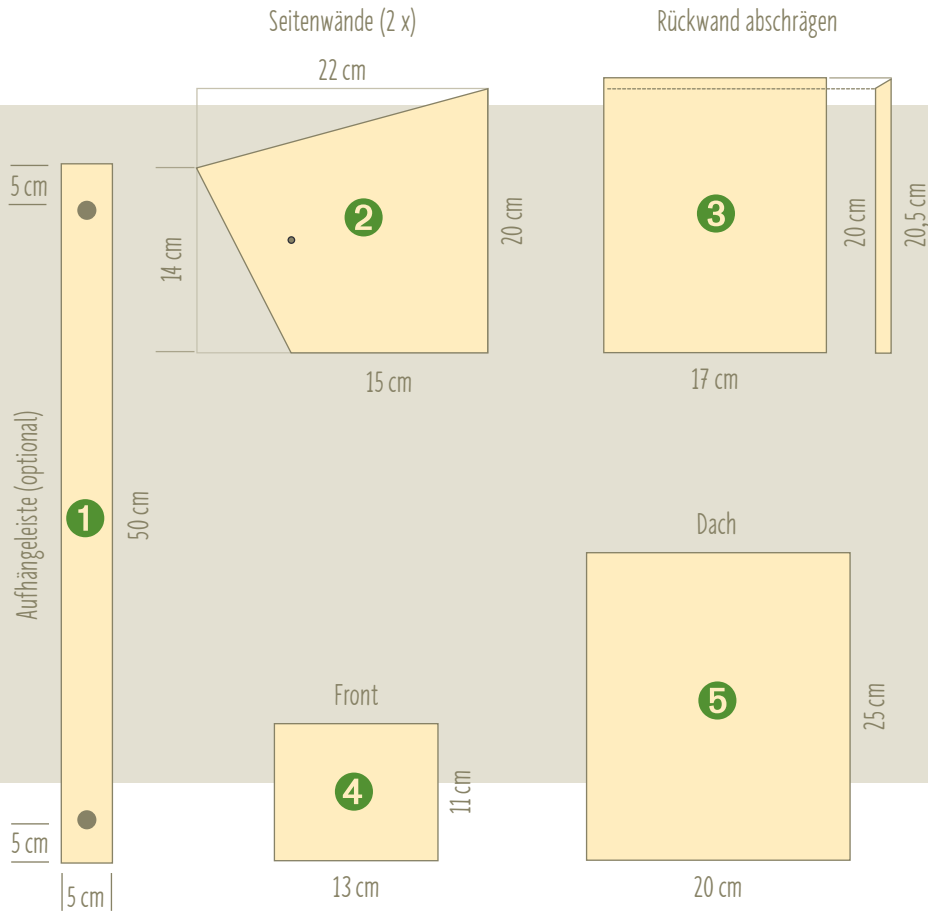 Seitenwände (2 x)
22 cm
14 cm
2
20 cm
15 cm
Rückwand abschrägen
3
20 cm
20,5 cm
17 cm
5 cm
Aufhängeleiste (optional)
1
50 cm
5 cm
5 cm
Front
4
11 cm
13 cm
Dach
5
25 cm
20 cm